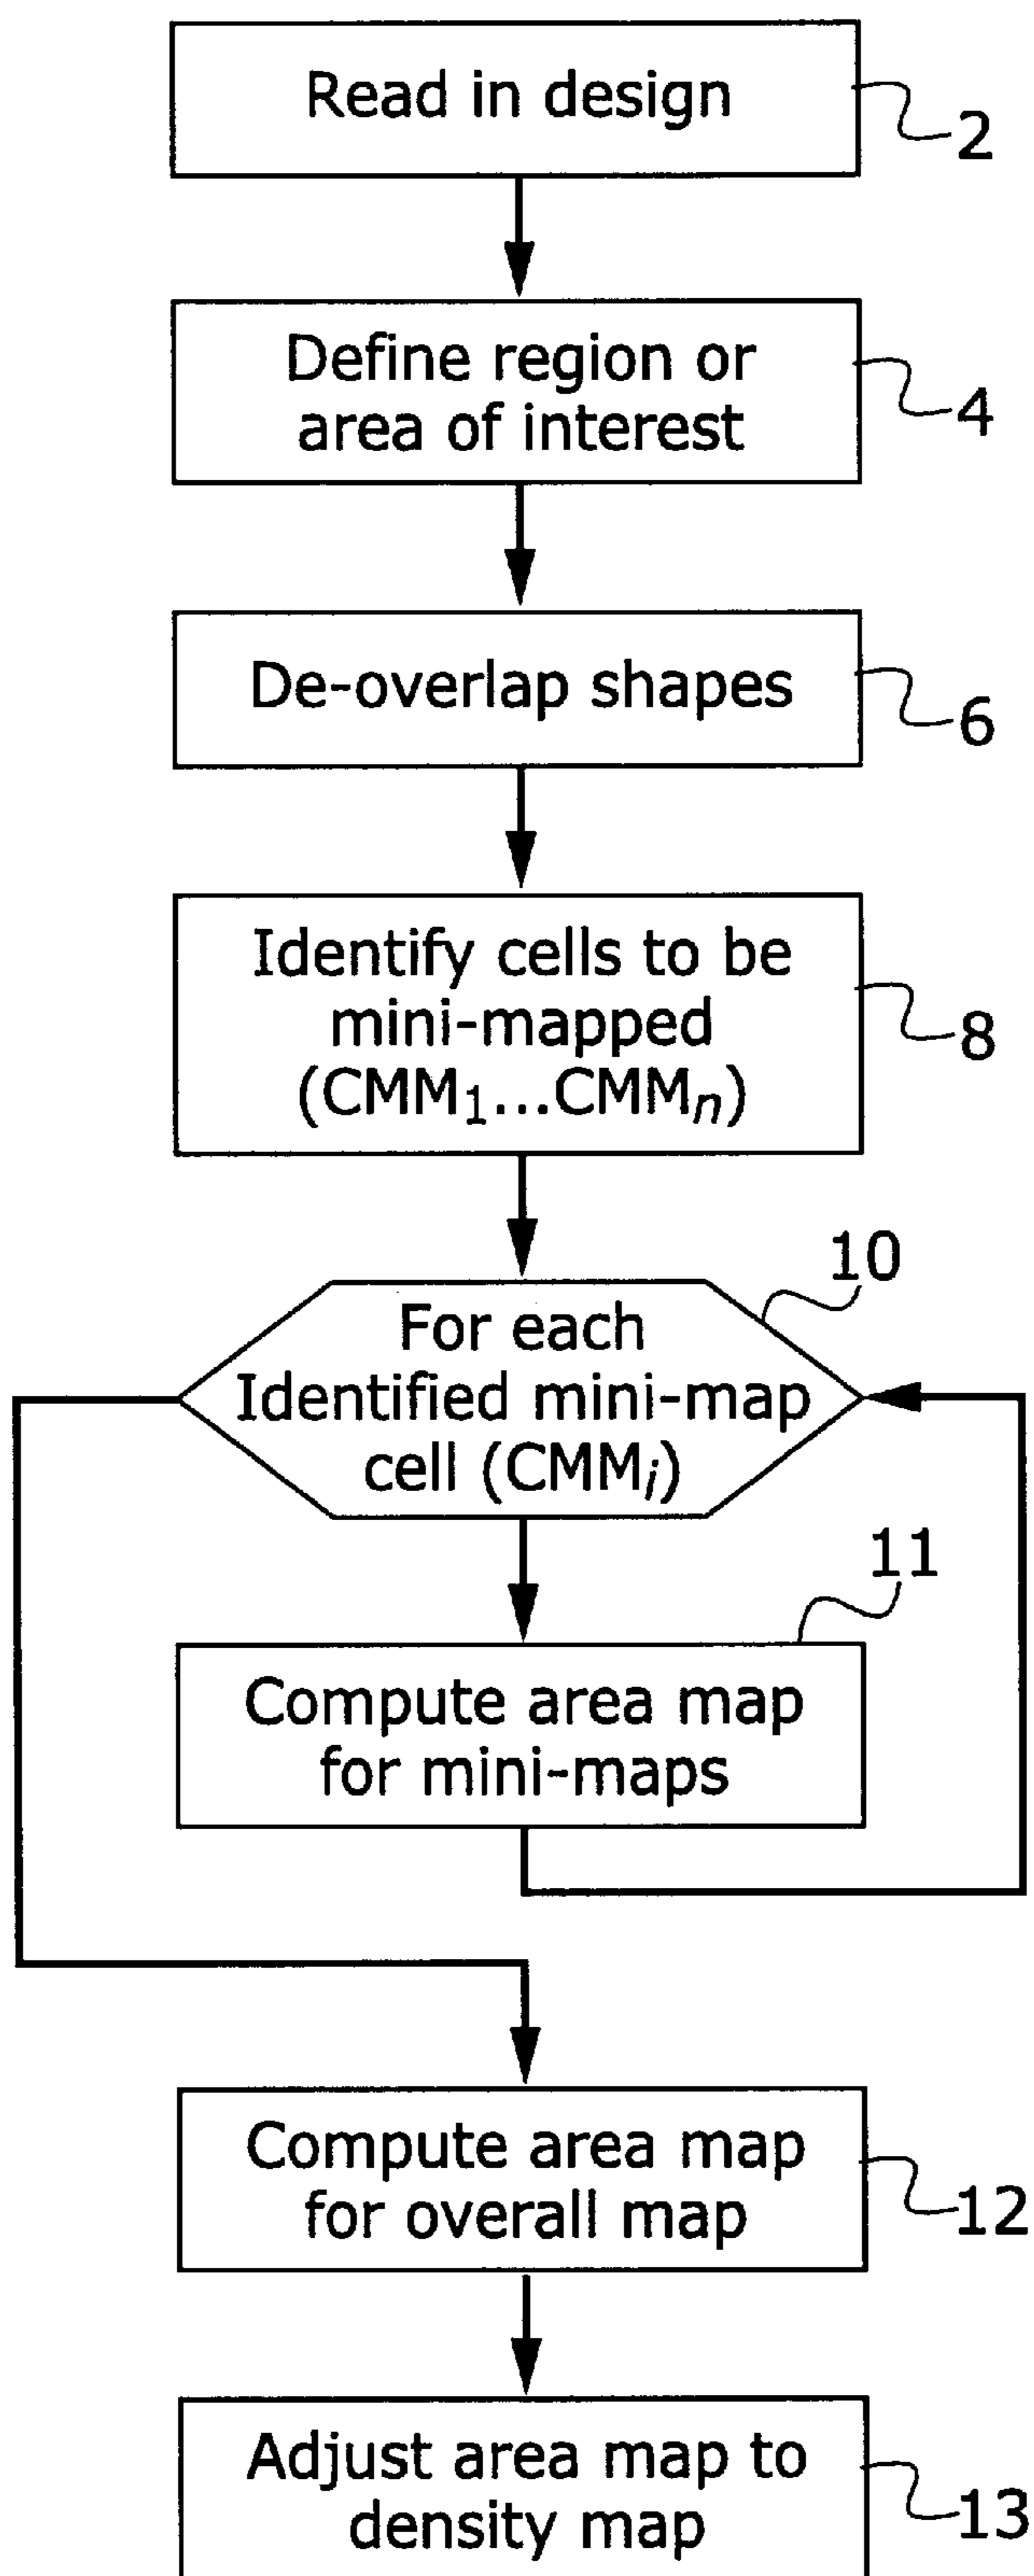 Read in design
2
Define region or
area of interest
4
De-overlap shapes
6
Identify cells to be
mini-mapped
(CMM1...CMMn)
8
10
For each
Identified mini-map
cell (CMMi)
11
Compute area map
for mini-maps
Compute area map
for overall map
12
Adjust area map to
density map
13